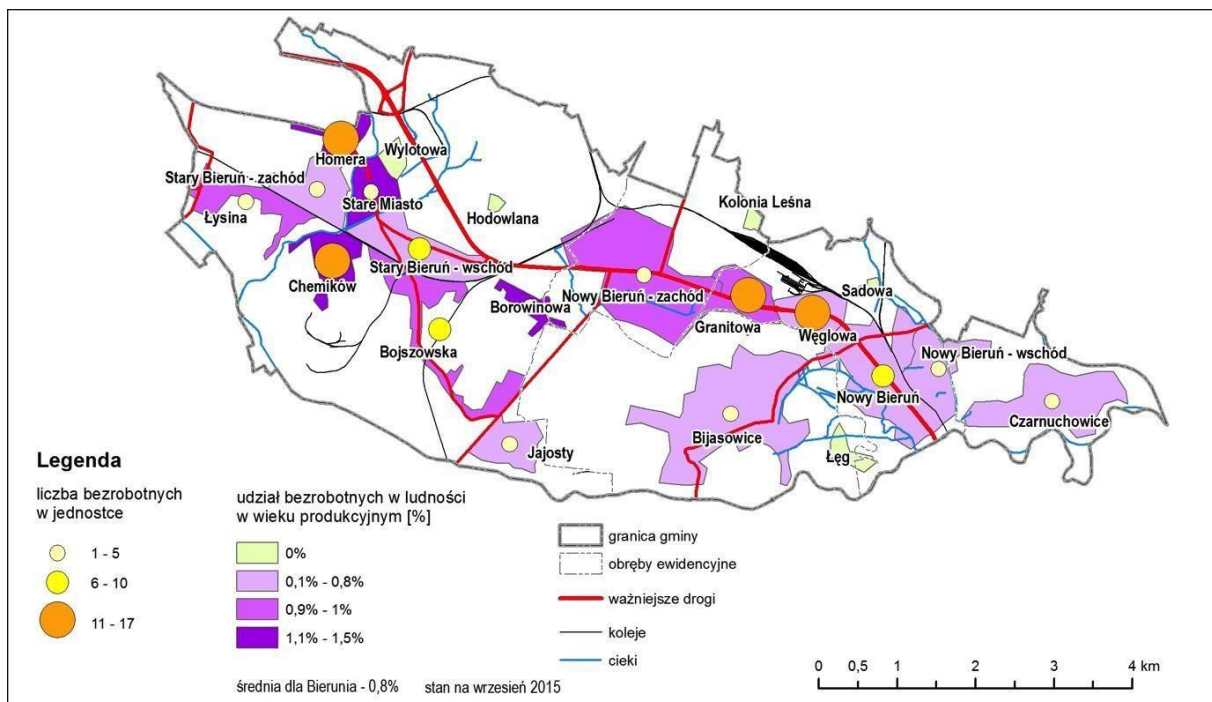 Homera
Wylotowa
Stary Bieruń - zachód
Stare Miasto
Łysina
Hodowlana
Kolonia Leśna
Stary Bieruń - wschód
Chemików
Sadowa
Borowinowa
Nowy Bieruń - zachód
Granitowa
Węglowa
Bojszowska
Nowy Bieruń - wschód
Nowy Bieruń
Czarnuchowice
Bijasowice
Jajosty
Łęg
Legenda
liczba bezrobotnych
w jednostce
1 - 5
6 - 10
11 - 17
udział bezrobotnych w ludności
w wieku produkcyjnym [%]
0%
0,1% - 0,8%
0,9% - 1%
1,1% - 1,5%
granica gminy
obręby ewidencyjne
ważniejsze drogi
koleje
cieki
średnia dla Bierunia - 0,8% stan na wrzesień 2015
0 0,5 1 2 3 4 km